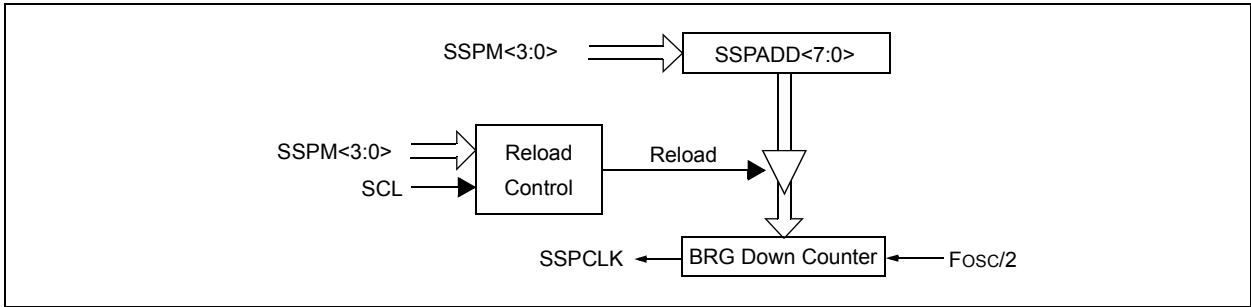 SSPM<3:0>
SSPADD<7:0>
SSPM<3:0>
SCL
Reload
Control
Reload
SSPCLK
BRG Down Counter
FOSC/2